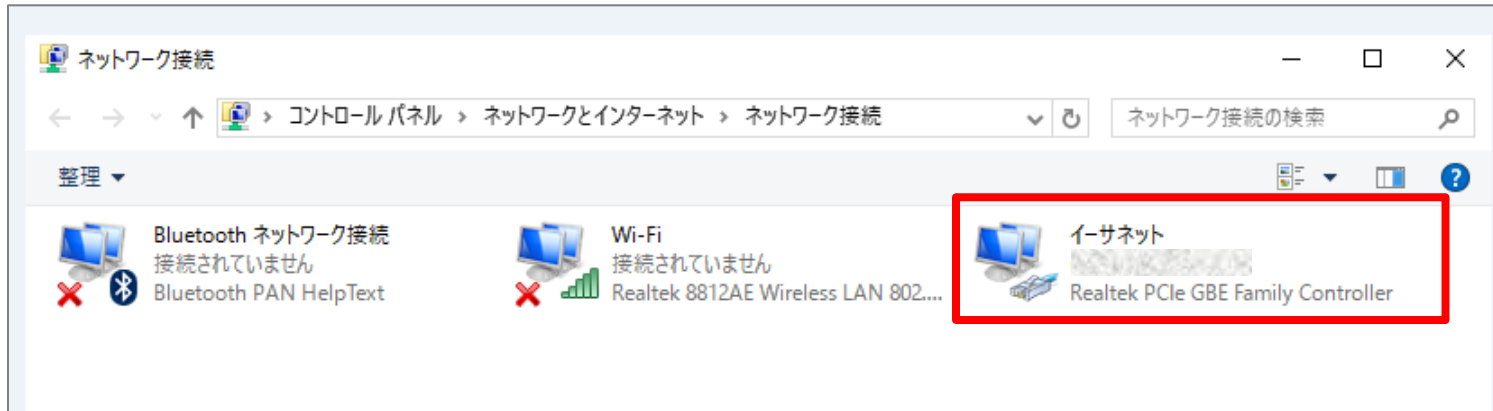 ネットワーク接続
コントロール パネル › ネットワークとインターネット › ネットワーク接続
ネットワーク接続の検索
整理
Bluetooth ネットワーク接続
接続されていません
Bluetooth PAN HelpText
Wi-Fi
接続されていません
Realtek 8812AE Wireless LAN 802....
イーサネット
Realtek PCIe GBE Family Controller